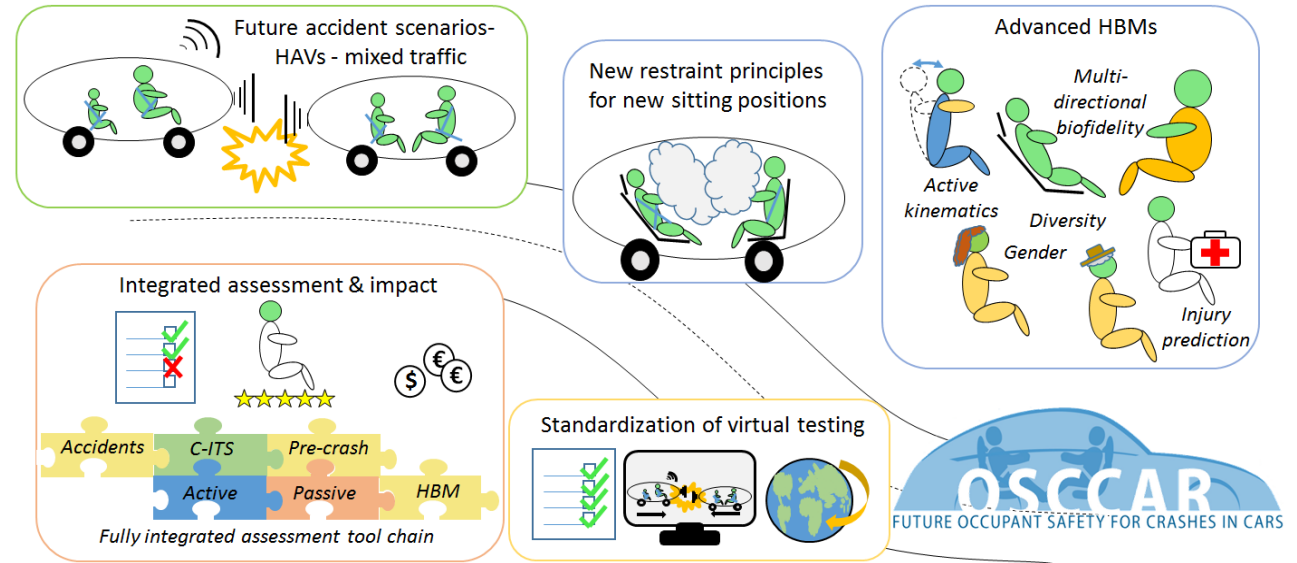 Future accident scenarios-
HAVs - mixed traffic
New restraint principles
for new sitting positions
Advanced HBMs
Multi-
directional
biofidelity
Active
kinematics
Diversity
Gender
Injury
prediction
Integrated assessment & impact
$ € €
Accidents
C-ITS
Pre-crash
Active
Passive
HBM
Fully integrated assessment tool chain
Standardization of virtual testing
OSCCAR
FUTURE OCCUPANT SAFETY FOR CRASHES IN CARS